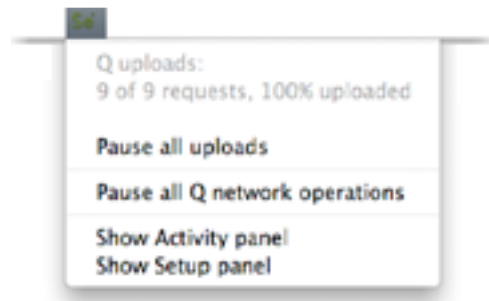 Q uploads:
9 of 9 requests, 100% uploaded
Pause all uploads
Pause all Q network operations
Show Activity panel
Show Setup panel